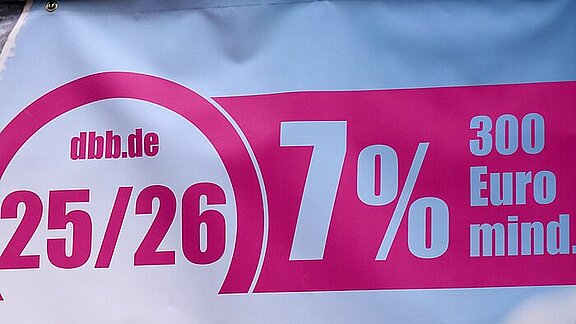 dbb.de
25/26
7%
300
Euro
mind.